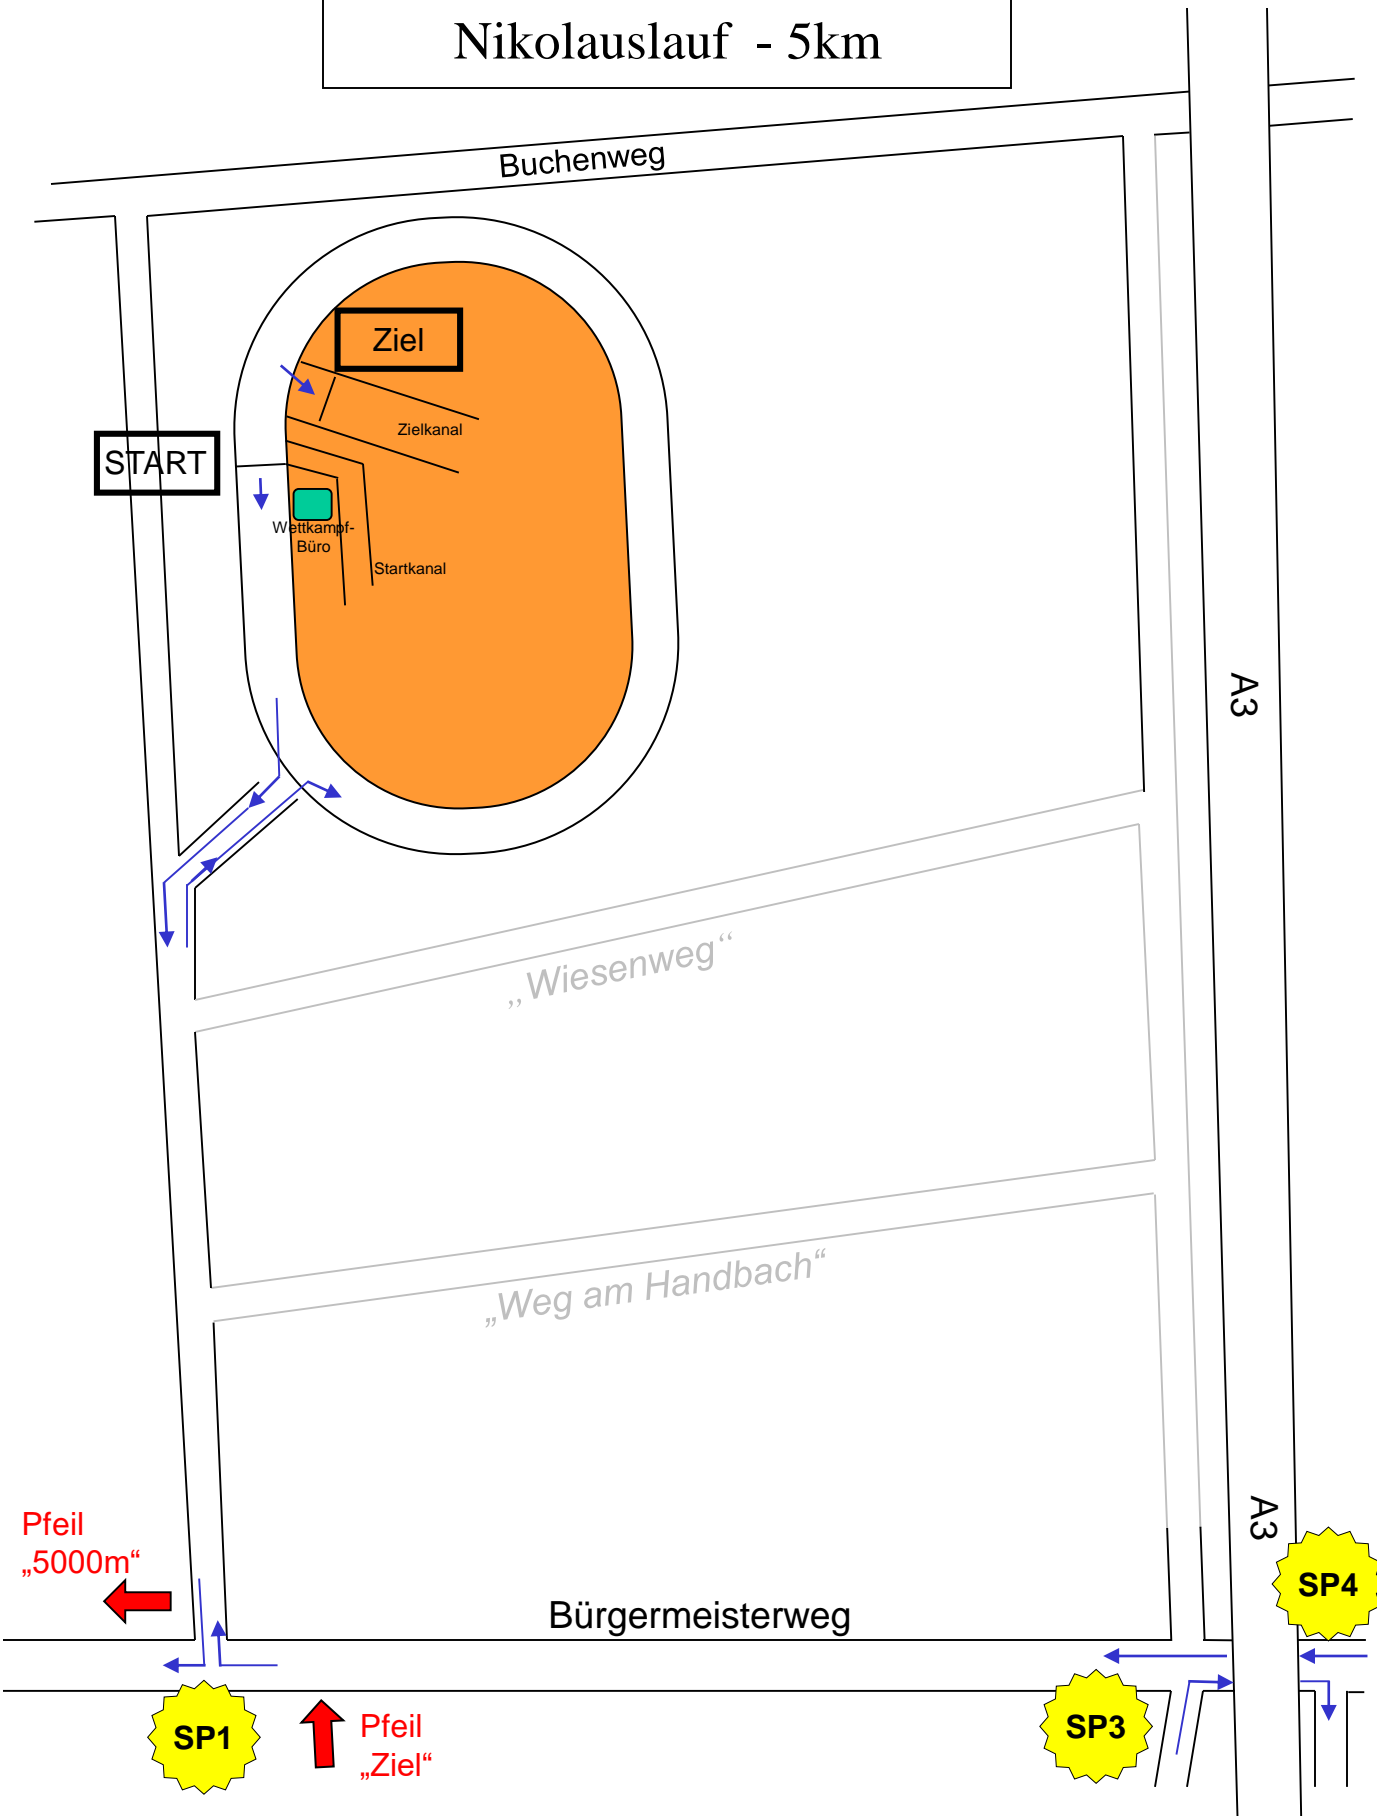 Nikolauslauf - 5km
Buchenweg
Ziel
Zielkanal
START
Wettkampf-
Büro
Startkanal
A3
„Wiesenweg“
„Weg am Handbach“
A3
Pfeil
„5000m“
SP4
Bürgermeisterweg
SP1
Pfeil
„Ziel“
SP3